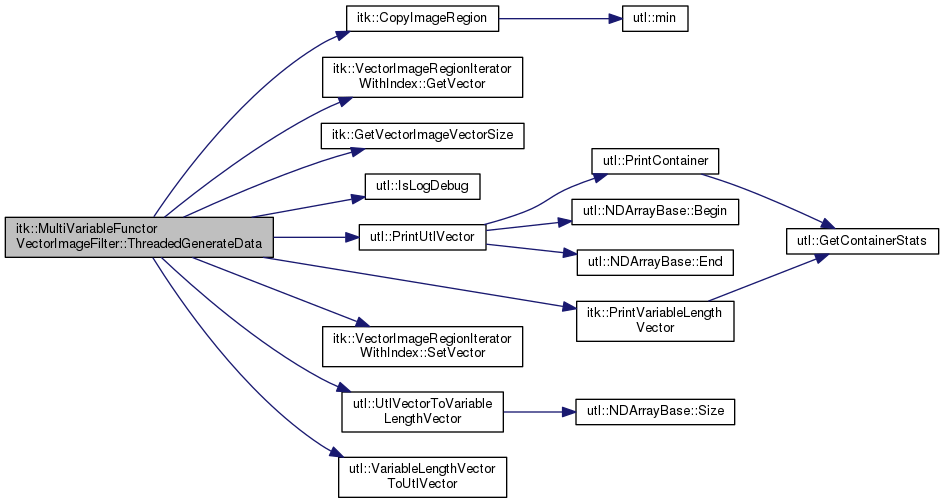 itk::MultiVariableFunctor
VectorImageFilter::ThreadedGenerateData
itk::CopyImageRegion
utl::min
itk::VectorImageRegionIterator
WithIndex::GetVector
itk::GetVectorImageVectorSize
utl::IsLogDebug
utl::PrintUtlVector
utl::PrintContainer
utl::NDArrayBase::Begin
utl::NDArrayBase::End
utl::GetContainerStats
itk::PrintVariableLength
Vector
itk::VectorImageRegionIterator
WithIndex::SetVector
utl::UtlVectorToVariable
LengthVector
utl::NDArrayBase::Size
utl::VariableLengthVector
ToUtlVector